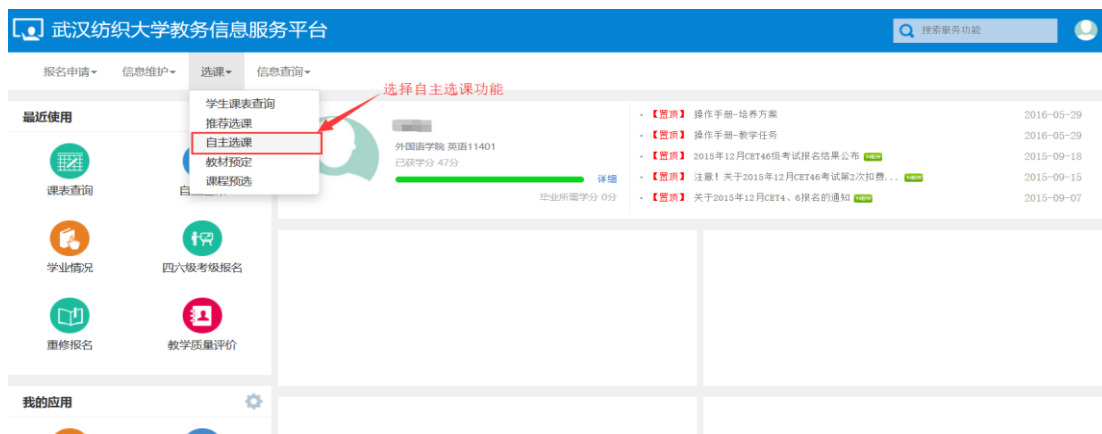 武汉纺织大学教务信息服务平台
搜索服务功能
报名申请 信息维护 选课 信息查询
选择自主选课功能
学生课表查询
推荐选课
自主选课
教材预定
课程预选
最近使用
课表查询
学业情况
四六级考级报名
重修报名
教学质量评价
我的应用
外国语学院 英语11401
已获学分 47分
详细
毕业所需学分 0分
【置顶】 操作手册-培养方案 2016-05-29
【置顶】 操作手册-教学任务 2016-05-29
【置顶】 2015年12月CET46级考试报名结果公布 NEW 2015-09-18
【置顶】 注意！关于2015年12月CET46考试第2次扣费... NEW 2015-09-15
【置顶】 关于2015年12月CET4、6报名的通知 NEW 2015-09-07